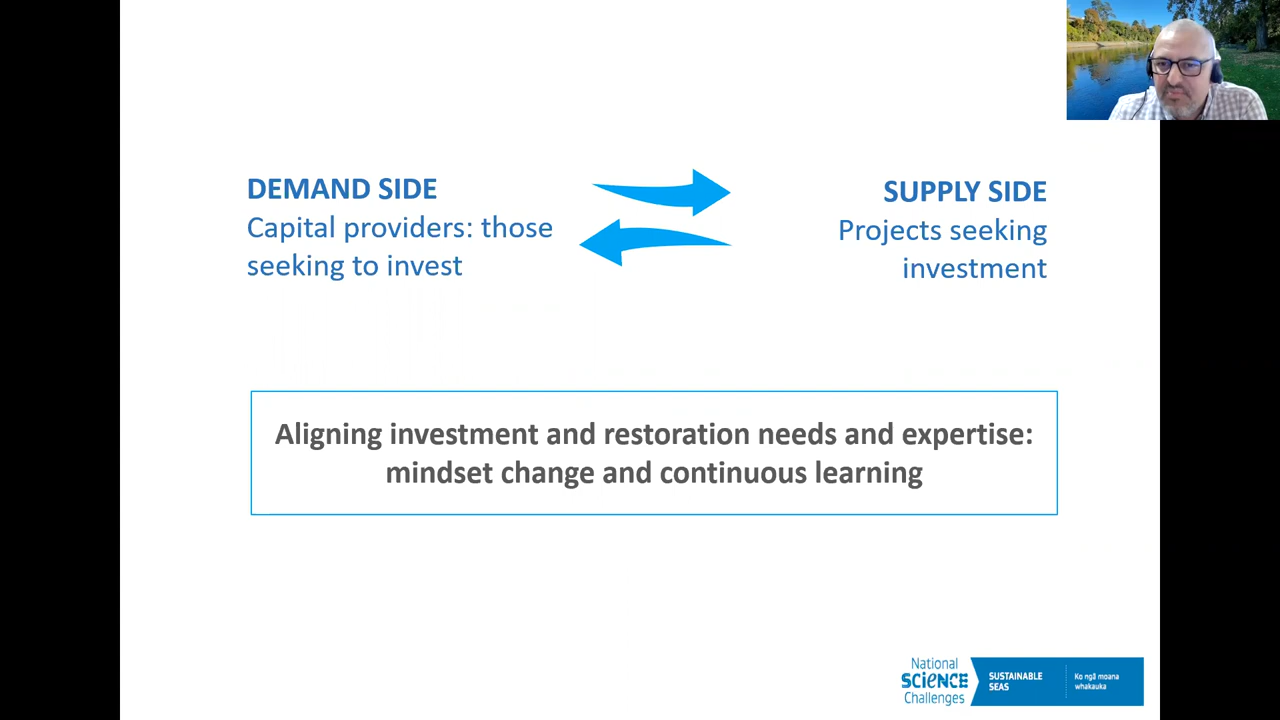 DEMAND SIDE
Capital providers: those
seeking to invest
SUPPLY SIDE
Projects seeking
investment
Aligning investment and restoration needs and expertise:
mindset change and continuous learning
National
SCIENCE
Challenges
SUSTAINABLE
SEAS
Ko ngā moana
whakauka